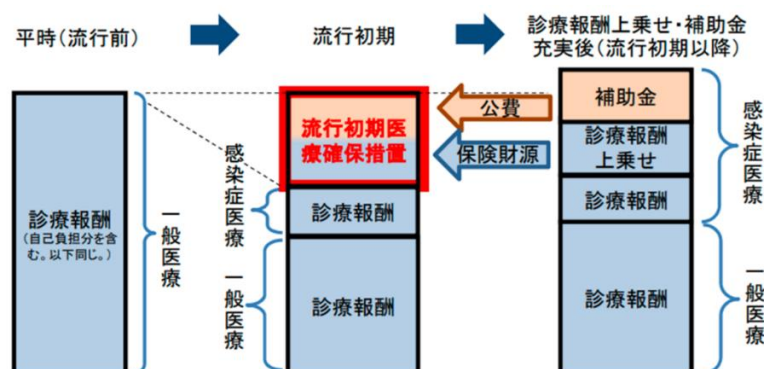 平時（流行前）
流行初期
診療報酬上乗せ・補助金
充実後（流行初期以降）
診療報酬
（自己負担分を含
む。以下同じ。）
一般医療
流行初期医
療確保措置
感染症医療
診療報酬
一般医療
診療報酬
公費
保険財源
補助金
診療報酬
上乗せ
診療報酬
感染症医療
診療報酬
一般医療